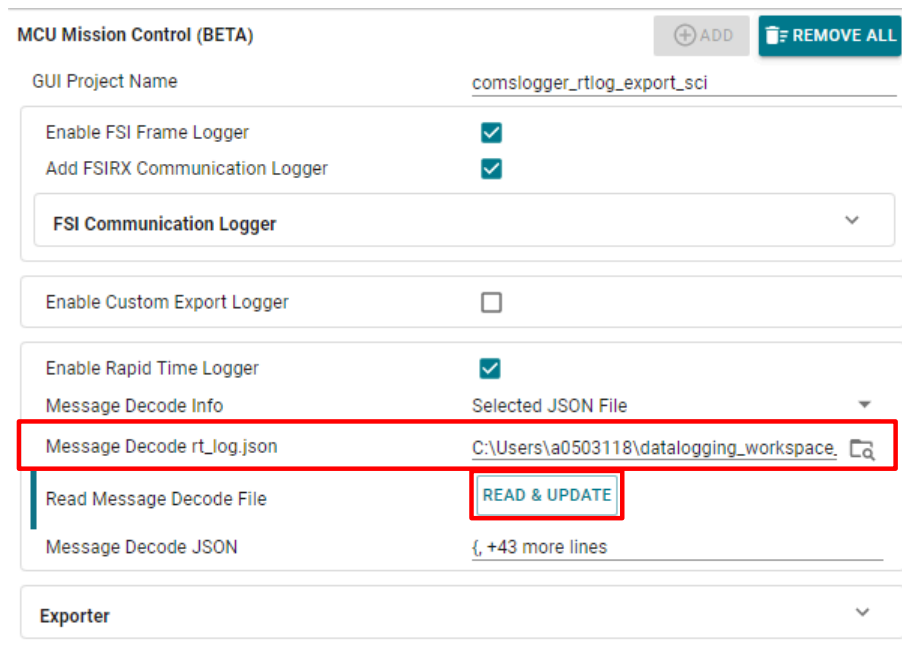 MCU Mission Control (BETA) ADD REMOVE ALL
GUI Project Name comslogger_rtlog_export_sci
Enable FSI Frame Logger
Add FSIRX Communication Logger
FSI Communication Logger
Enable Custom Export Logger
Enable Rapid Time Logger
Message Decode Info Selected JSON File
Message Decode rt_log.json C:\Users\a0503118\datalogging_workspace_
Read Message Decode File READ & UPDATE
Message Decode JSON {, +43 more lines
Exporter